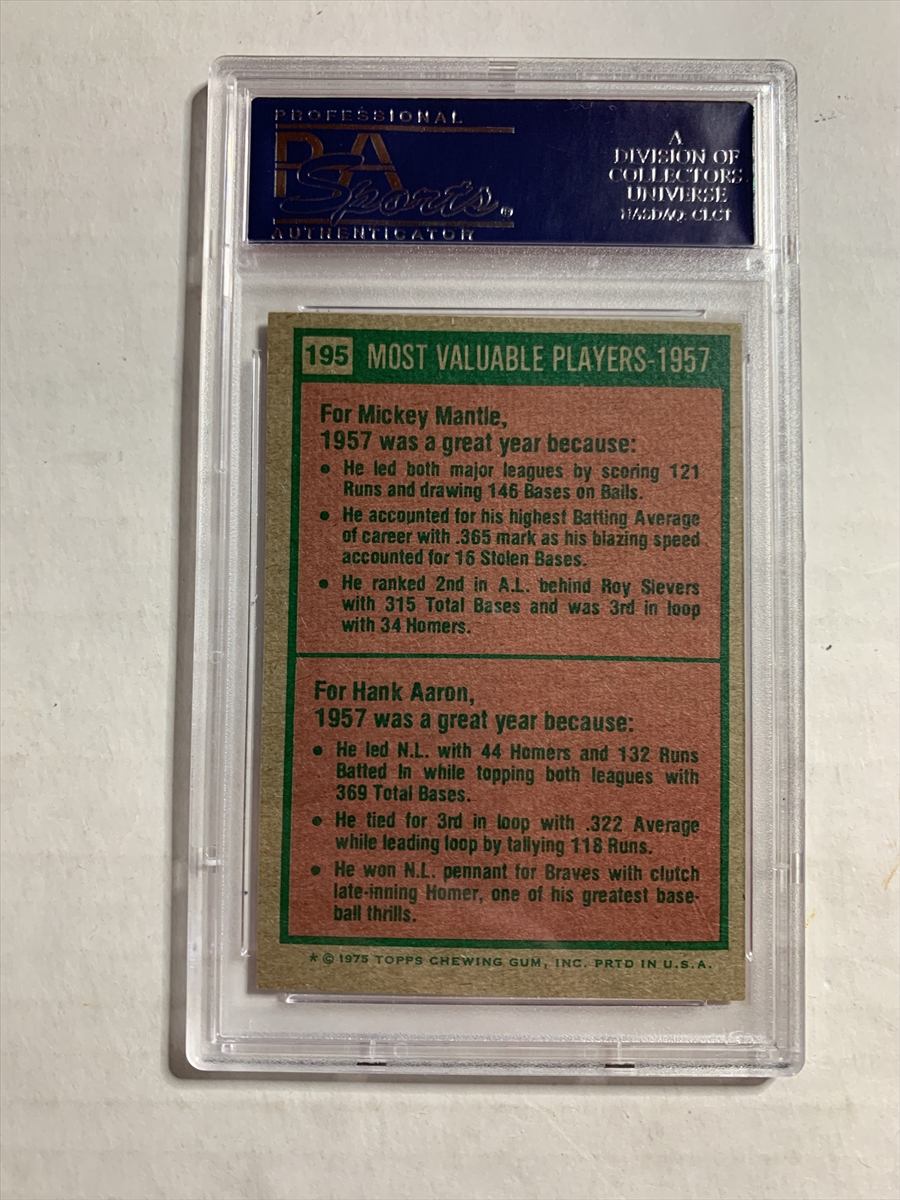 PROFESSIONAL
PSA
Sports®
AUTHENTICATOR
A
DIVISION OF
COLLECTORS
UNIVERSE
NASDAQ: CLCT
195 MOST VALUABLE PLAYERS-1957
For Mickey Mantle,
1957 was a great year because:
• He led both major leagues by scoring 121
Runs and drawing 146 Bases on Balls.
• He accounted for his highest Batting Average
of career with .365 mark as his blazing speed
accounted for 16 Stolen Bases.
• He ranked 2nd in A.L. behind Roy Sievers
with 315 Total Bases and was 3rd in loop
with 34 Homers.
For Hank Aaron,
1957 was a great year because:
• He led N.L. with 44 Homers and 132 Runs
Batted In while topping both leagues with
369 Total Bases.
• He tied for 3rd in loop with .322 Average
while leading loop by tallying 118 Runs.
• He won N.L. pennant for Braves with clutch
late-inning Homer, one of his greatest base-
ball thrills.
* © 1975 TOPPS CHEWING GUM, INC. PRTD IN U.S.A.